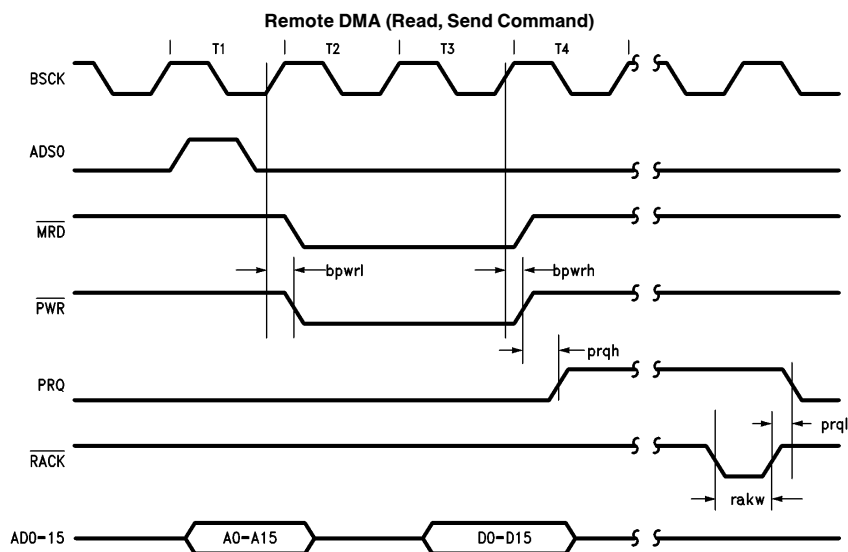 Remote DMA (Read, Send Command)
T1 T2 T3 T4
BSCK
ADS0
MRD
bpwrl bpwrh
PWR
prqh
PRQ
prql
RACK
rakw
AD0-15 A0-A15 D0-D15